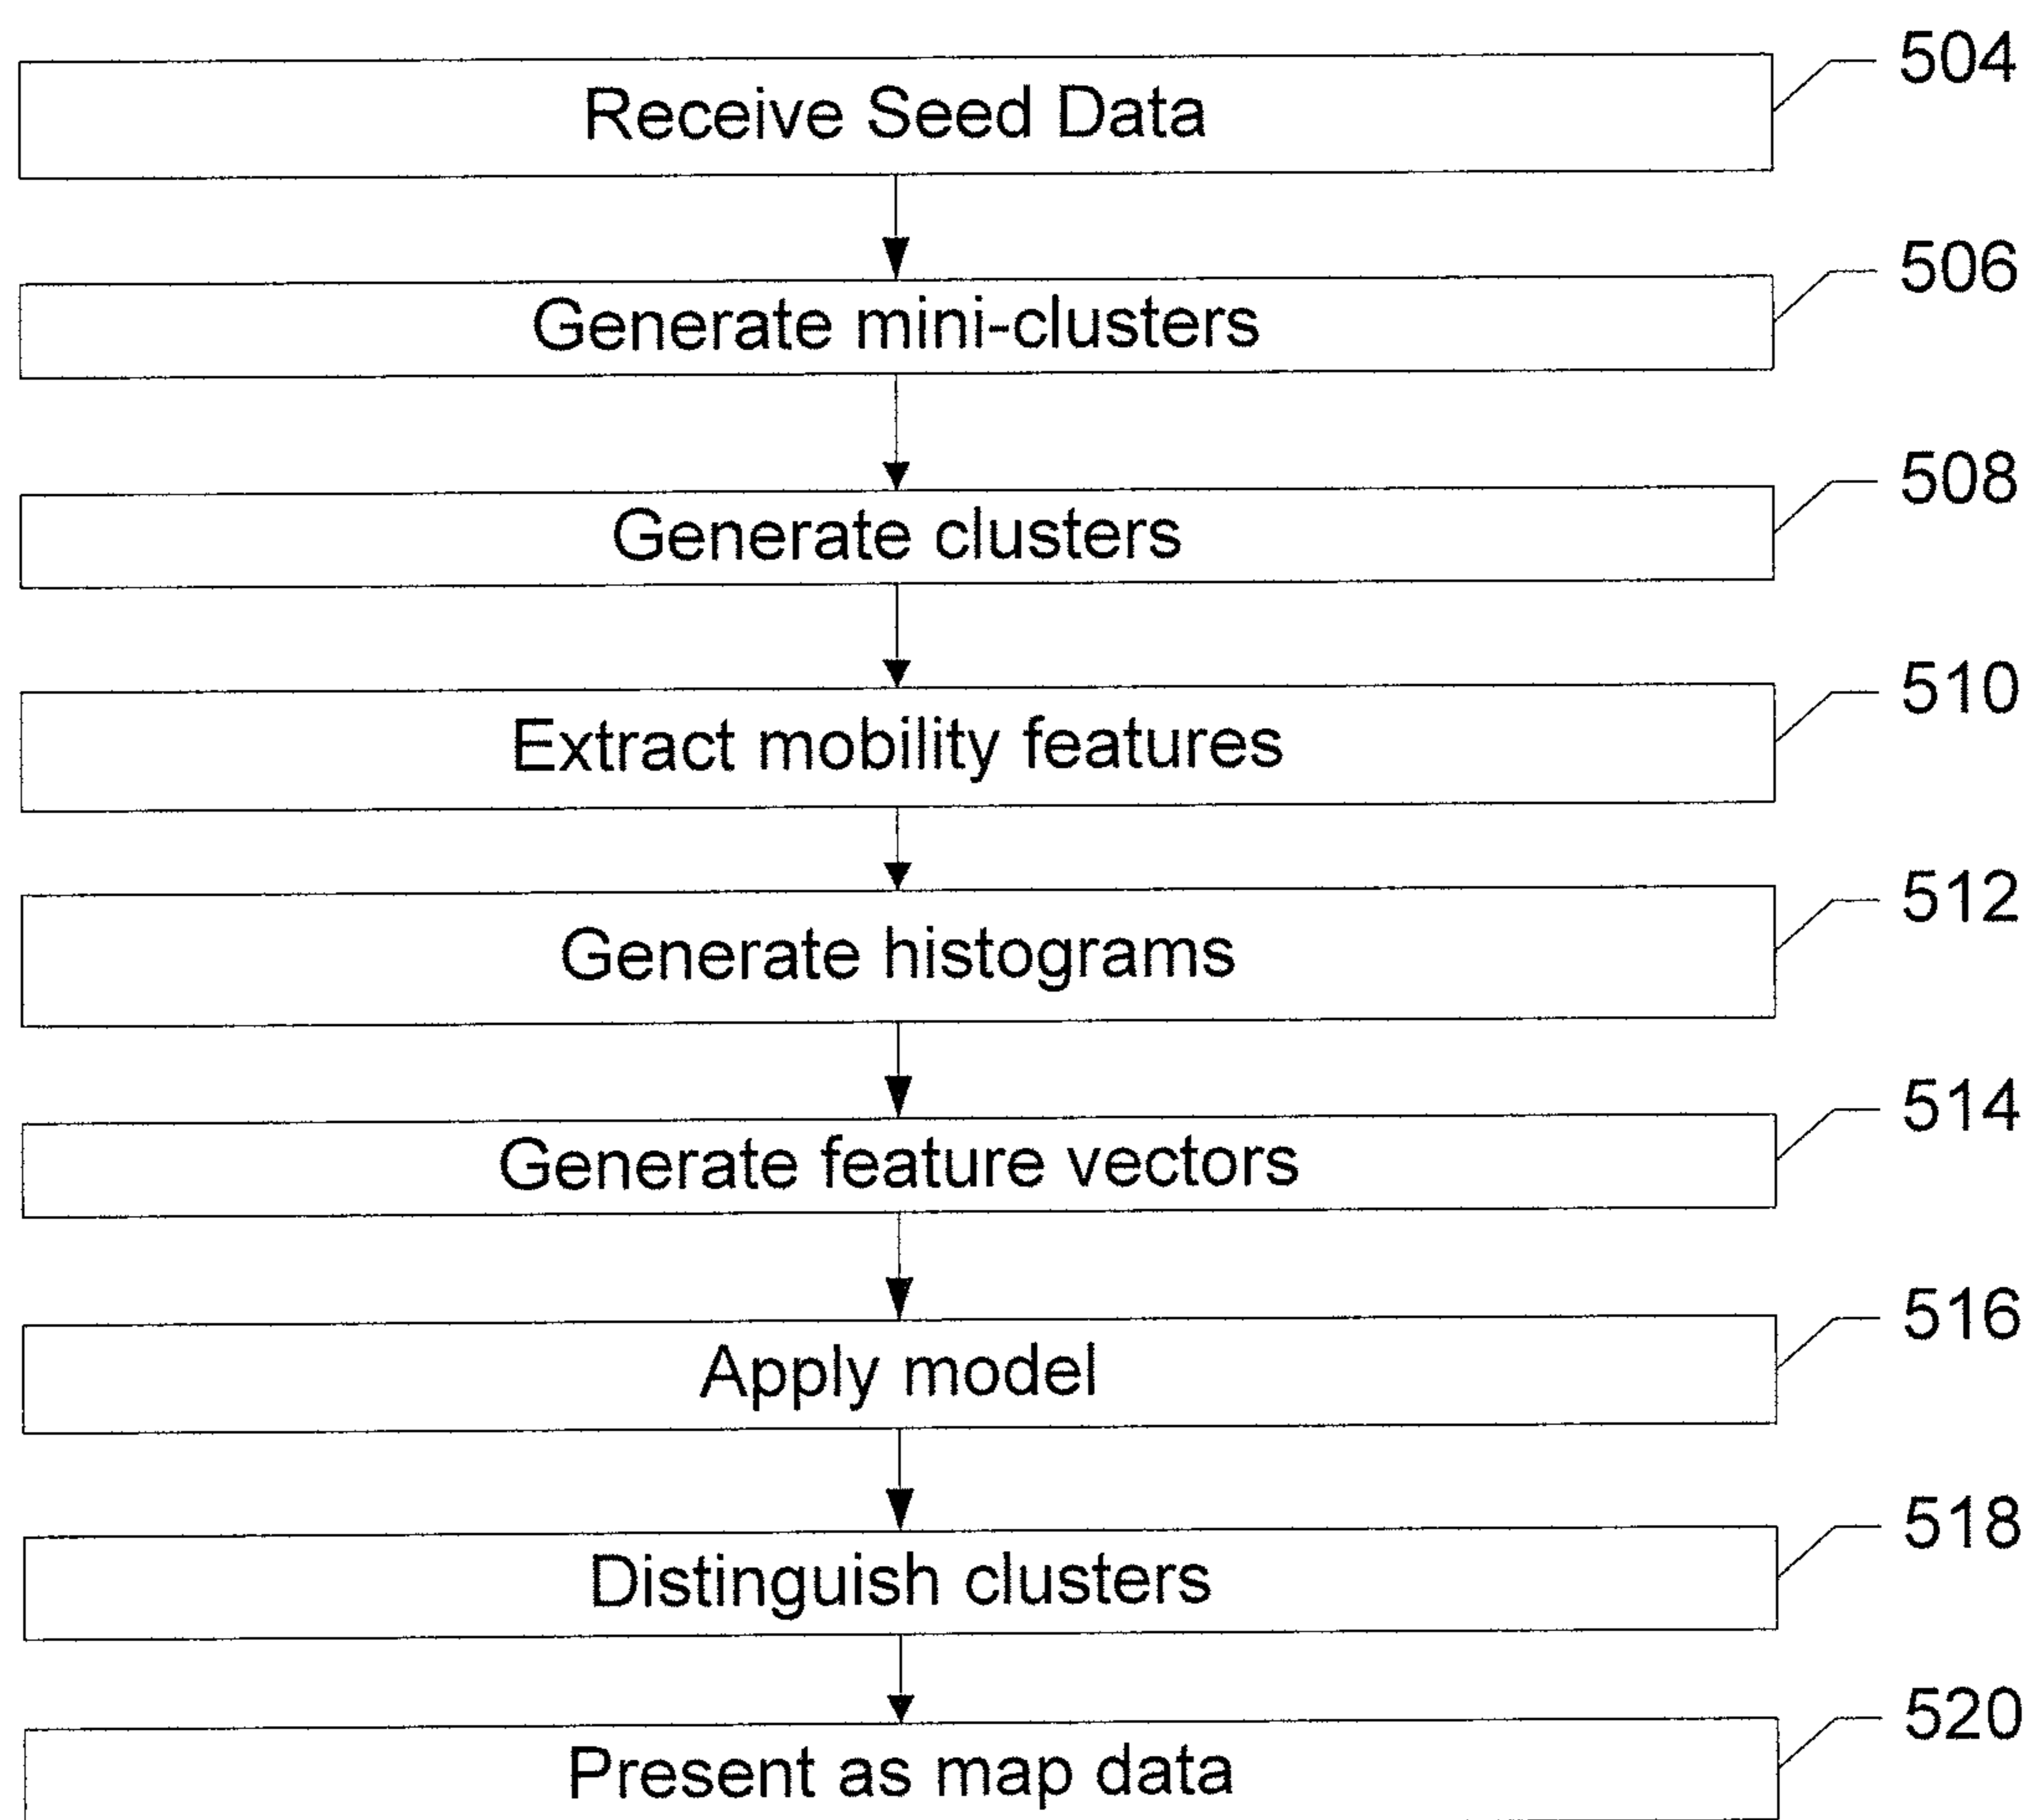 504
Receive Seed Data
506
Generate mini-clusters
508
Generate clusters
510
Extract mobility features
512
Generate histograms
514
Generate feature vectors
516
Apply model
518
Distinguish clusters
520
Present as map data